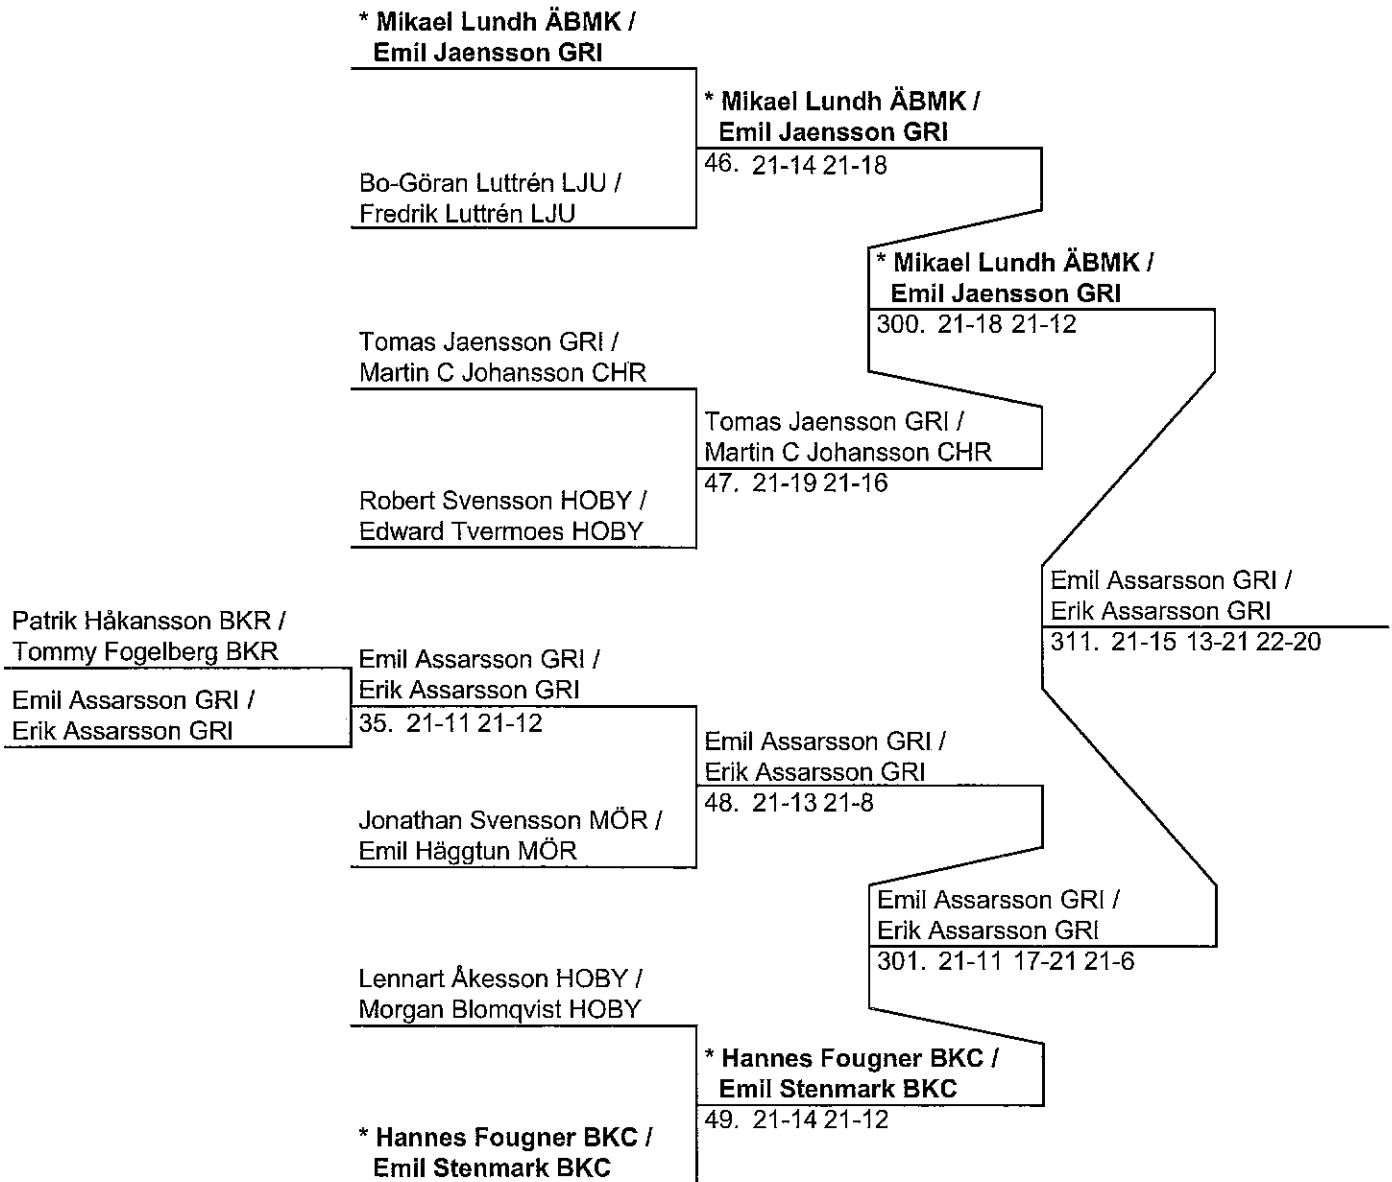 * Mikael Lundh ÄBMK /
Emil Jaensson GRI
* Mikael Lundh ÄBMK /
Emil Jaensson GRI
46. 21-14 21-18
Bo-Göran Luttrén LJU /
Fredrik Luttrén LJU
* Mikael Lundh ÄBMK /
Emil Jaensson GRI
300. 21-18 21-12
Tomas Jaensson GRI /
Martin C Johansson CHR
Tomas Jaensson GRI /
Martin C Johansson CHR
47. 21-19 21-16
Robert Svensson HOBY /
Edward Tvermoes HOBY
Emil Assarsson GRI /
Erik Assarsson GRI
311. 21-15 13-21 22-20
Patrik Håkansson BKR /
Tommy Fogelberg BKR
Emil Assarsson GRI /
Erik Assarsson GRI
35. 21-11 21-12
Emil Assarsson GRI /
Erik Assarsson GRI
Emil Assarsson GRI /
Erik Assarsson GRI
48. 21-13 21-8
Jonathan Svensson MÖR /
Emil Häggtun MÖR
Emil Assarsson GRI /
Erik Assarsson GRI
301. 21-11 17-21 21-6
Lennart Åkesson HOBY /
Morgan Blomqvist HOBY
* Hannes Fougner BKC /
Emil Stenmark BKC
49. 21-14 21-12
* Hannes Fougner BKC /
Emil Stenmark BKC